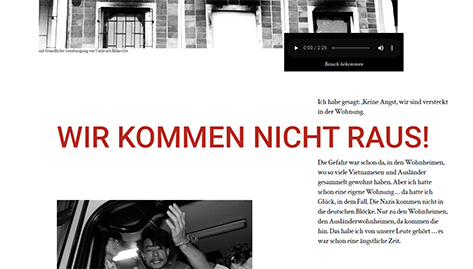 mit freundlicher Genehmigung von Umbruch Bildarchiv
0:00 / 2:26
Besuch bekommen
Ich habe gesagt: „Keine Angst, wir sind versteckt
in der Wohnung.
WIR KOMMEN NICHT RAUS!
Die Gefahr war schon da, in den Wohnheimen,
wo so viele Vietnamesen und Ausländer
gesammelt gewohnt haben. Aber ich hatte
schon eine eigene Wohnung … da hatte ich
Glück, in dem Fall. Die Nazis kommen nicht in
die deutschen Blöcke. Nur zu den Wohnheimen,
den Ausländerwohnheimen, da kommen die
hin. Das habe ich von unsere Leute gehört … es
war schon eine ängstliche Zeit.